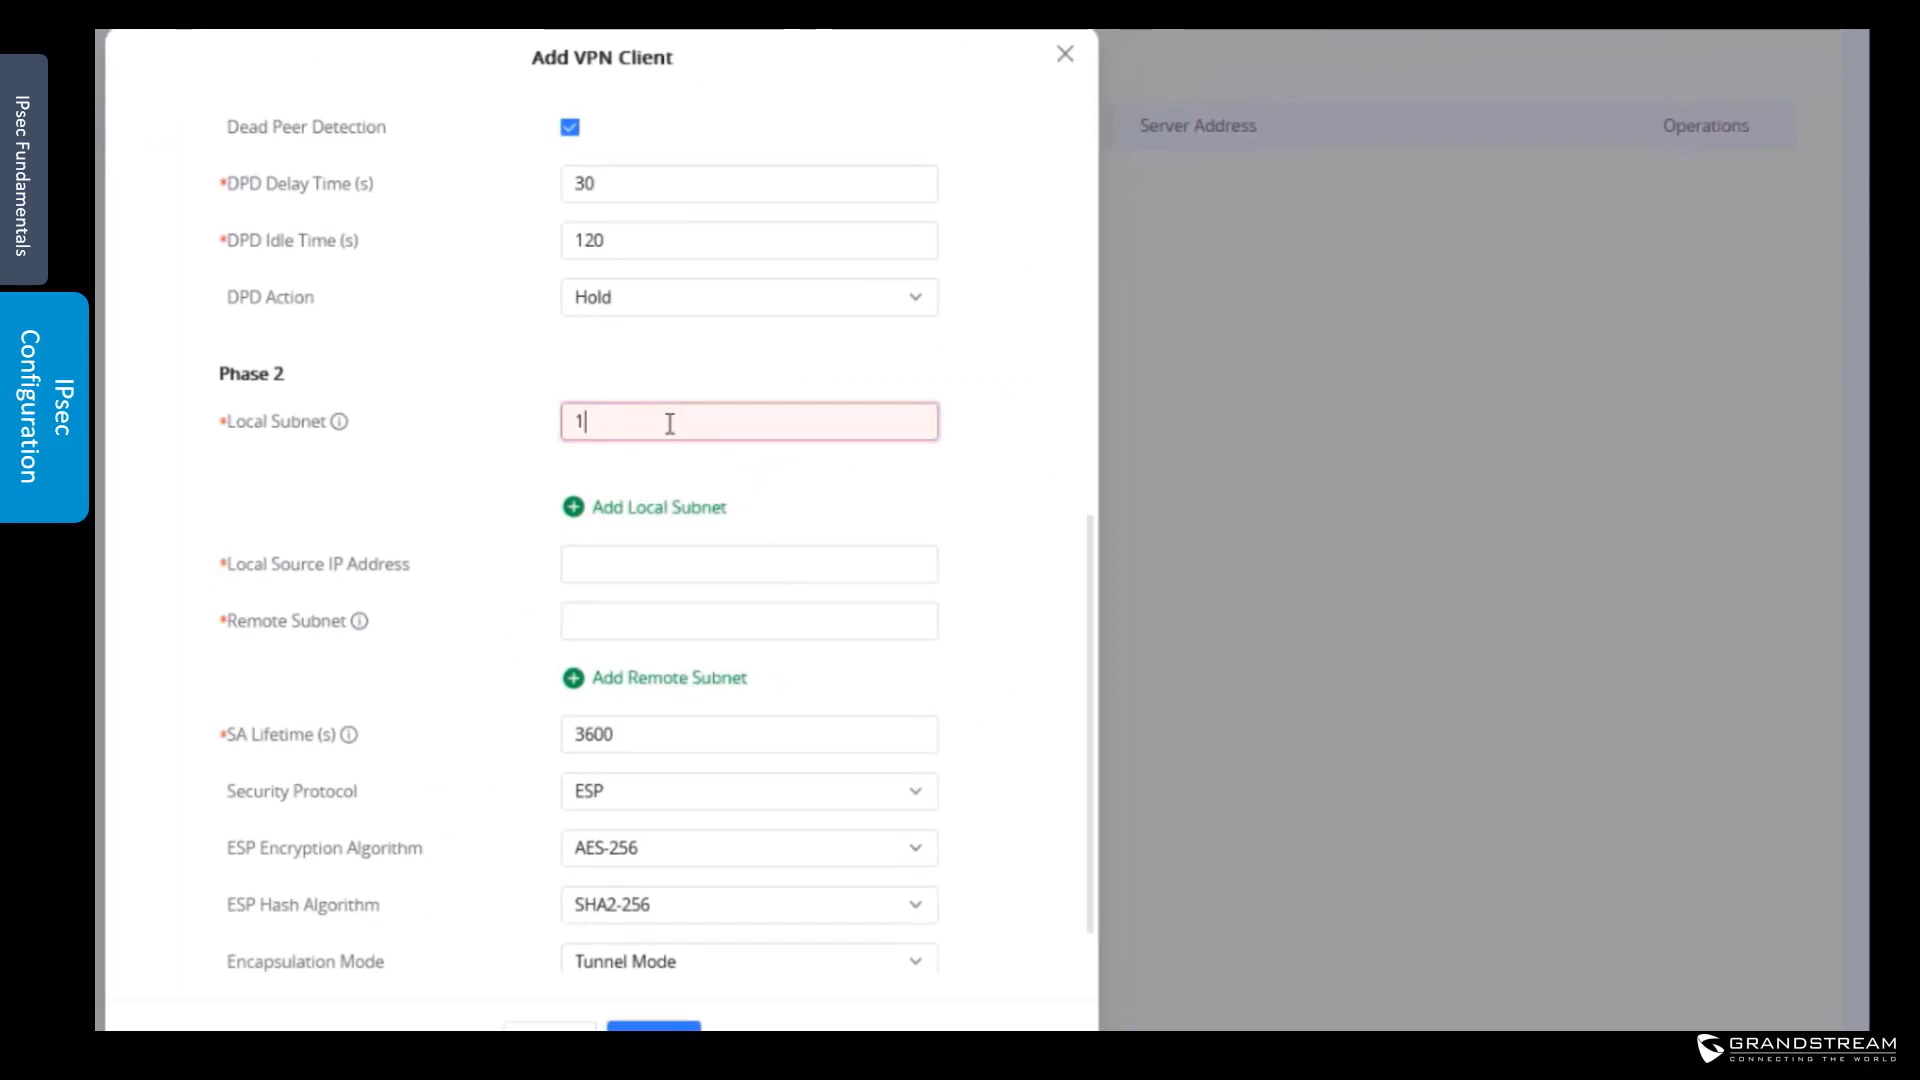 IPsec Fundamentals
IPsec
Configuration
Add VPN Client
Server Address
Operations
Dead Peer Detection
*DPD Delay Time (s)
30
*DPD Idle Time (s)
120
DPD Action
Hold
Phase 2
*Local Subnet
1
Add Local Subnet
*Local Source IP Address
*Remote Subnet
Add Remote Subnet
*SA Lifetime (s)
3600
Security Protocol
ESP
ESP Encryption Algorithm
AES-256
ESP Hash Algorithm
SHA2-256
Encapsulation Mode
Tunnel Mode
GRANDSTREAM
CONNECTING THE WORLD